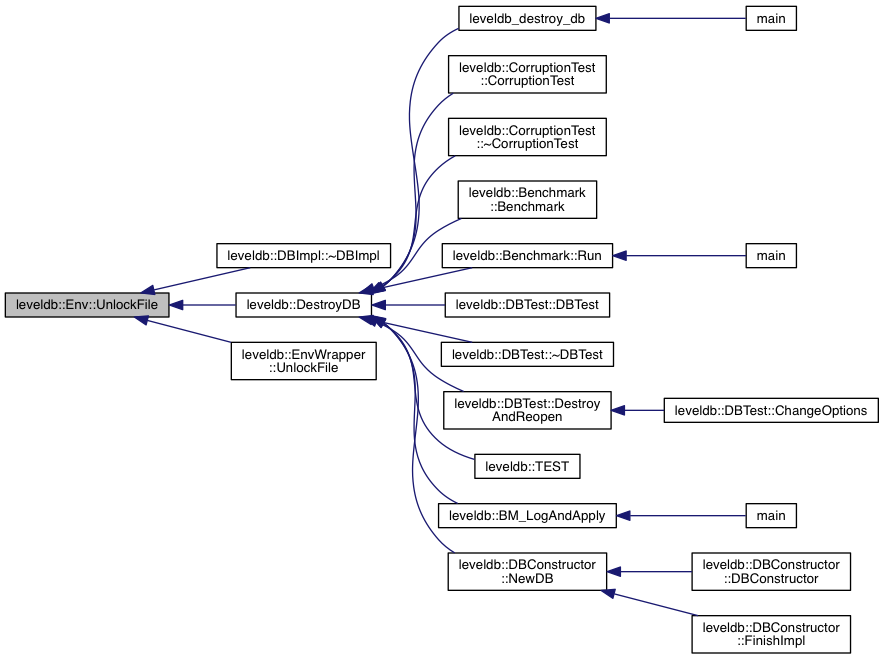 leveldb_destroy_db
main
leveldb::CorruptionTest
::CorruptionTest
leveldb::CorruptionTest
::~CorruptionTest
leveldb::Benchmark
::Benchmark
leveldb::DBImpl::~DBImpl
leveldb::Benchmark::Run
main
leveldb::Env::UnlockFile
leveldb::DestroyDB
leveldb::DBTest::DBTest
leveldb::EnvWrapper
::UnlockFile
leveldb::DBTest::~DBTest
leveldb::DBTest::Destroy
AndReopen
leveldb::DBTest::ChangeOptions
leveldb::TEST
leveldb::BM_LogAndApply
main
leveldb::DBConstructor
::NewDB
leveldb::DBConstructor
::DBConstructor
leveldb::DBConstructor
::FinishImpl